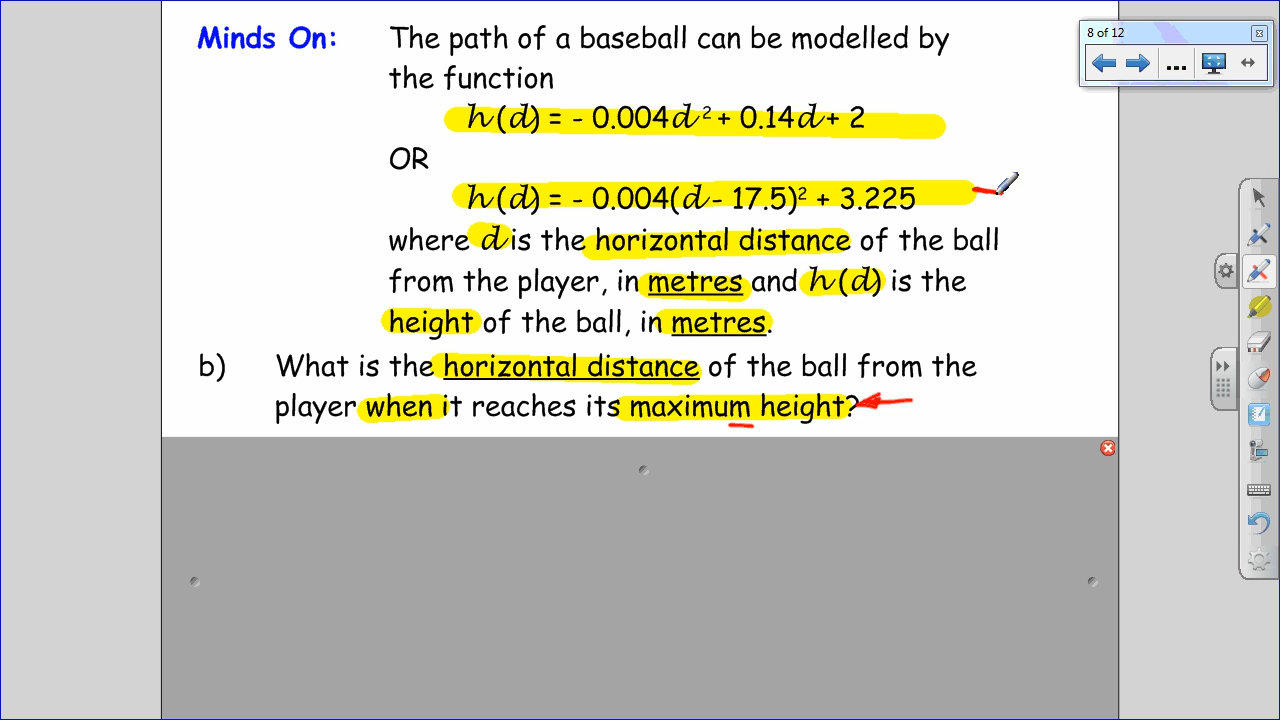 Minds On: The path of a baseball can be modelled by
the function
h(d) = - 0.004d² + 0.14d + 2
OR
h(d) = - 0.004(d - 17.5)² + 3.225
where d is the horizontal distance of the ball
from the player, in metres and h(d) is the
height of the ball, in metres.
b) What is the horizontal distance of the ball from the
player when it reaches its maximum height?
8 of 12
...